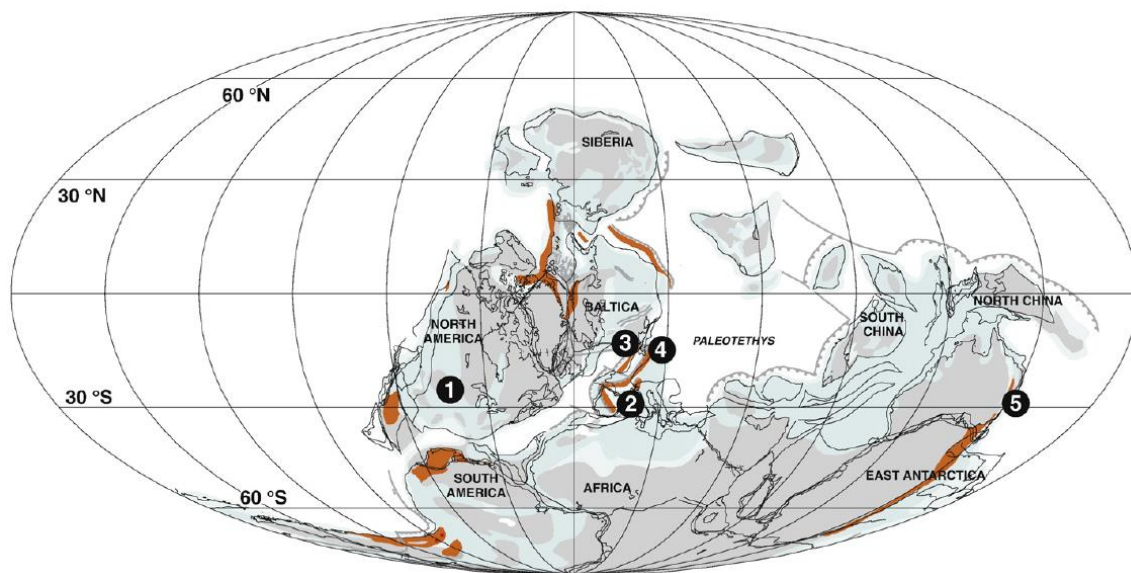 60 °N
SIBERIA
30 °N
NORTH
AMERICA
BALTICA
SOUTH
CHINA
NORTH CHINA
PALEOTETHYS
3
4
1
2
5
30 °S
SOUTH
AMERICA
AFRICA
EAST ANTARCTICA
60 °S